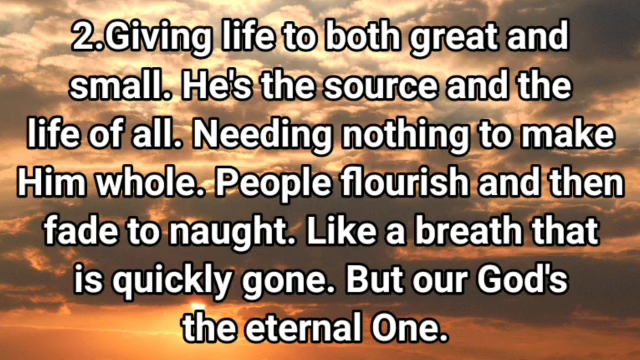 2.Giving life to both great and
small. He's the source and the
life of all. Needing nothing to make
Him whole. People flourish and then
fade to naught. Like a breath that
is quickly gone. But our God's
the eternal One.